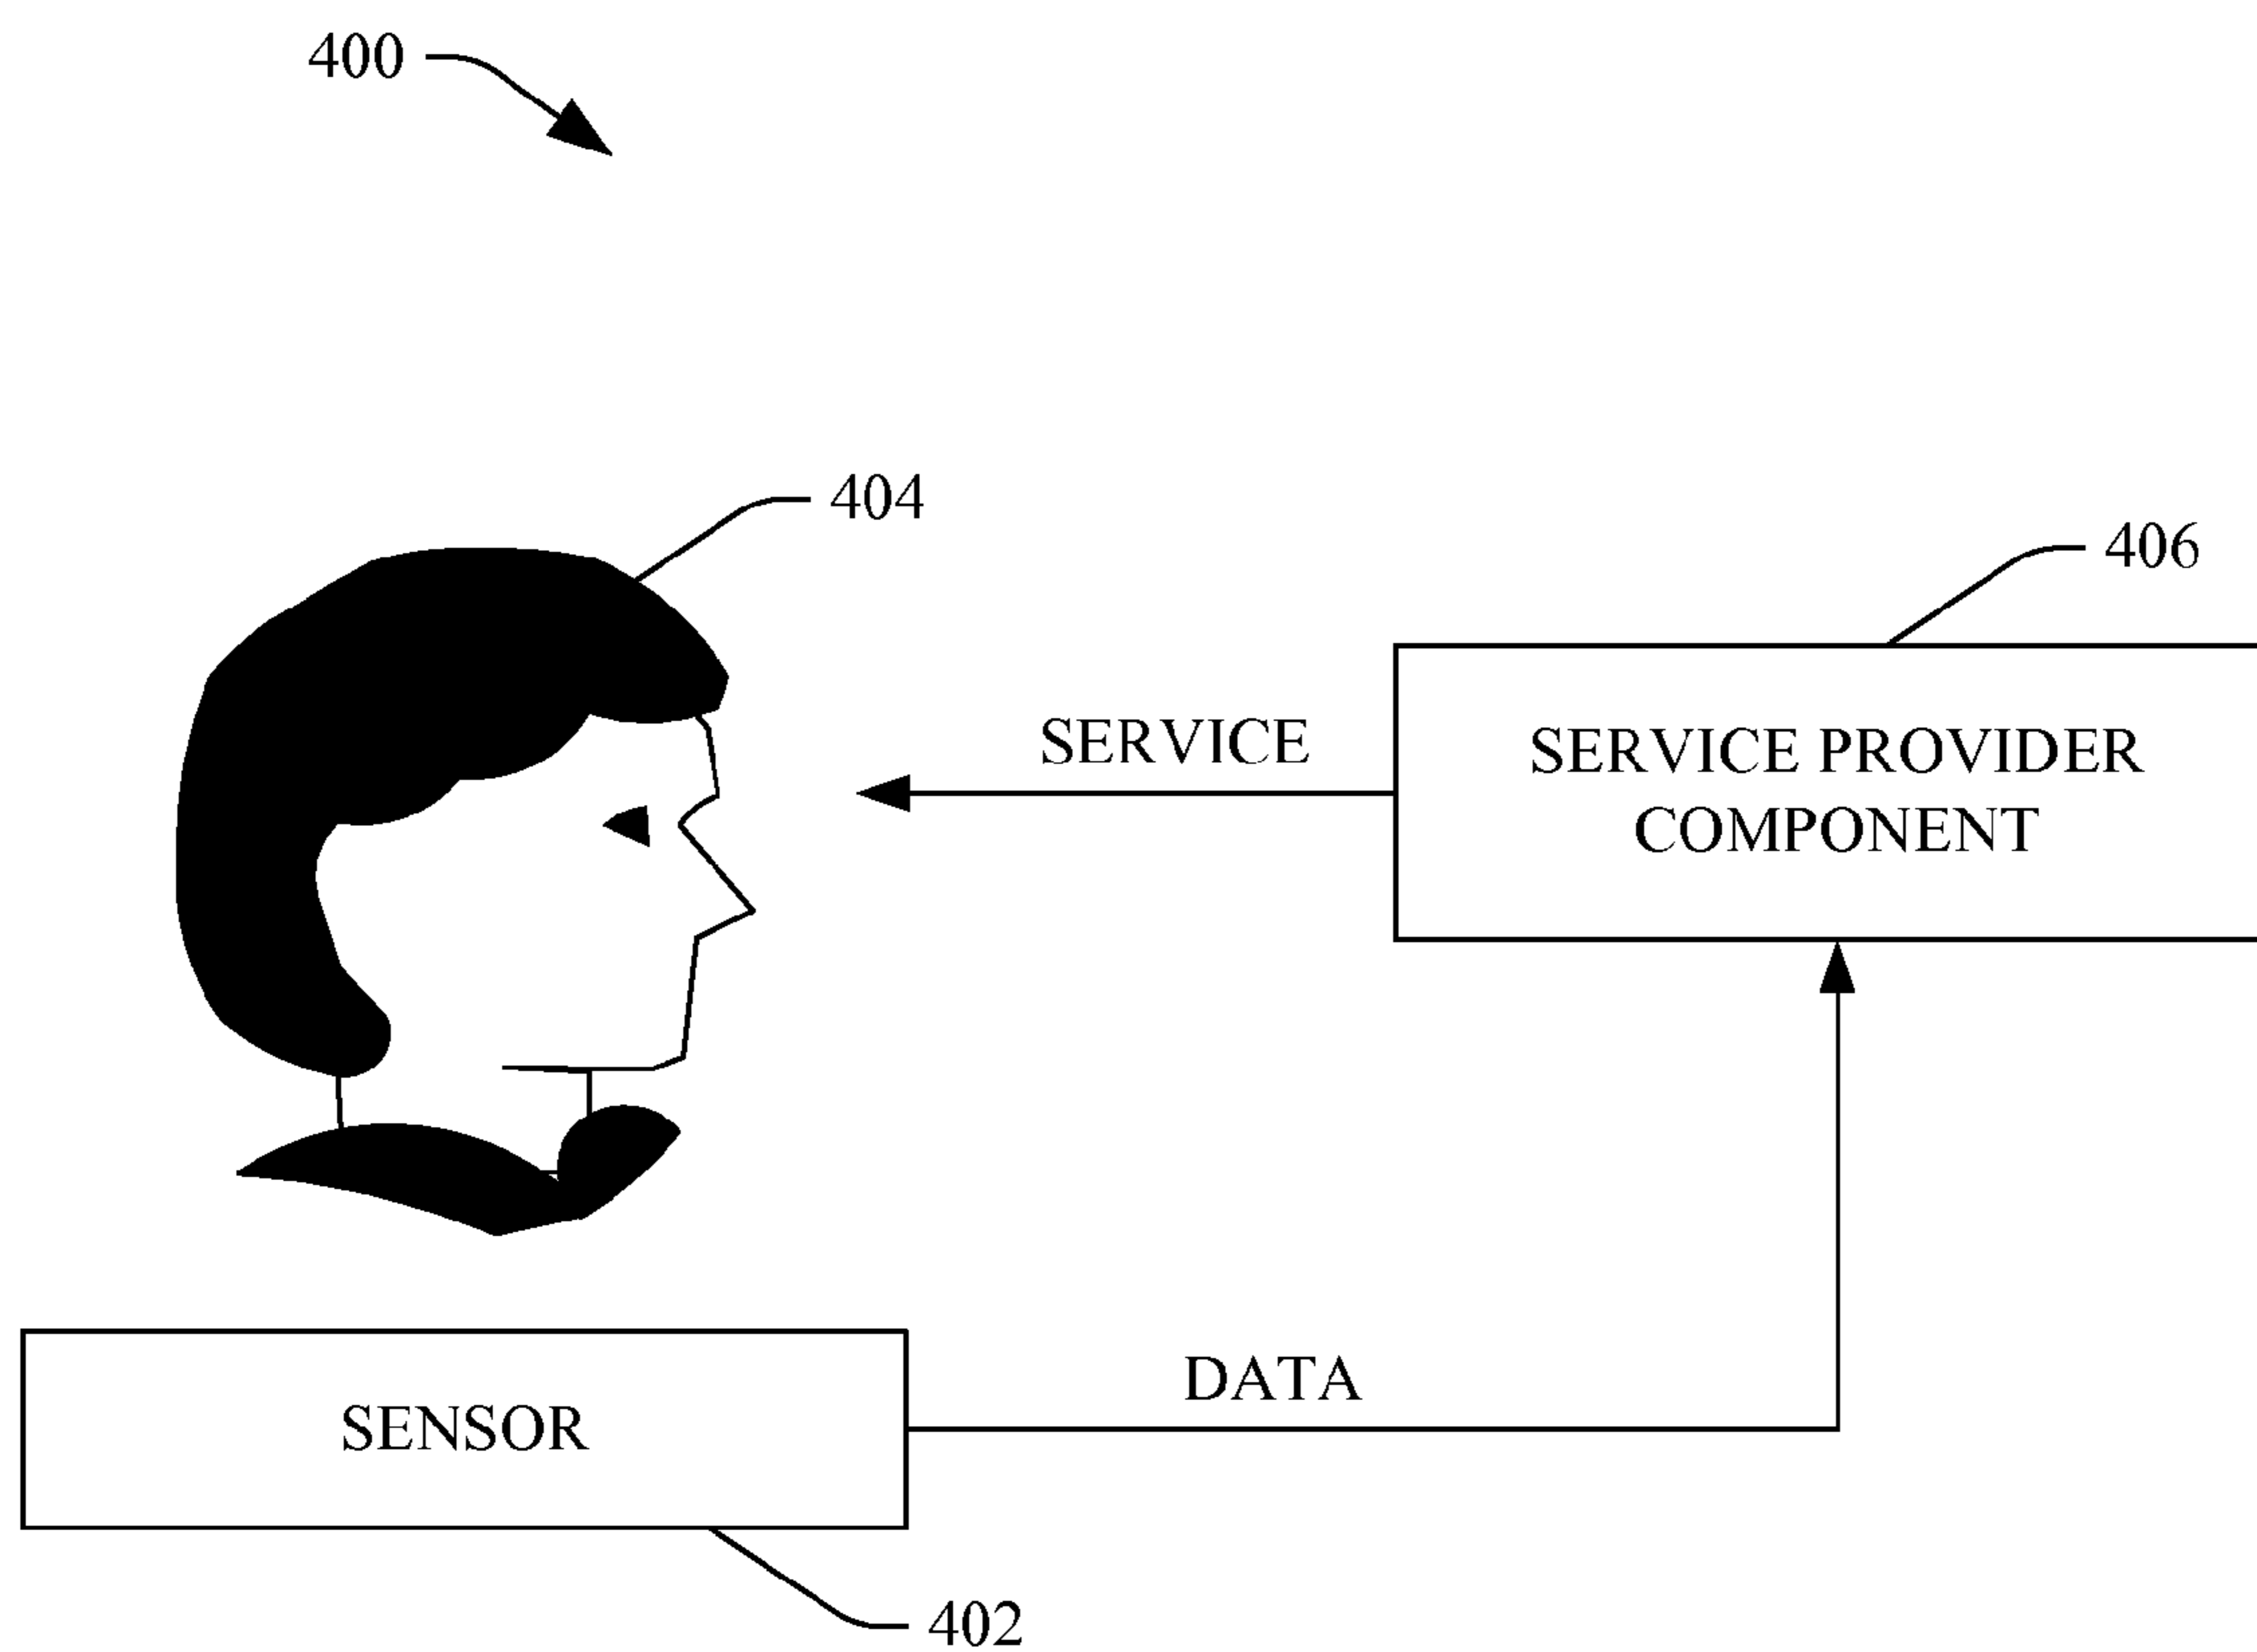 400
404
406
SERVICE
SERVICE PROVIDER
COMPONENT
DATA
SENSOR
402